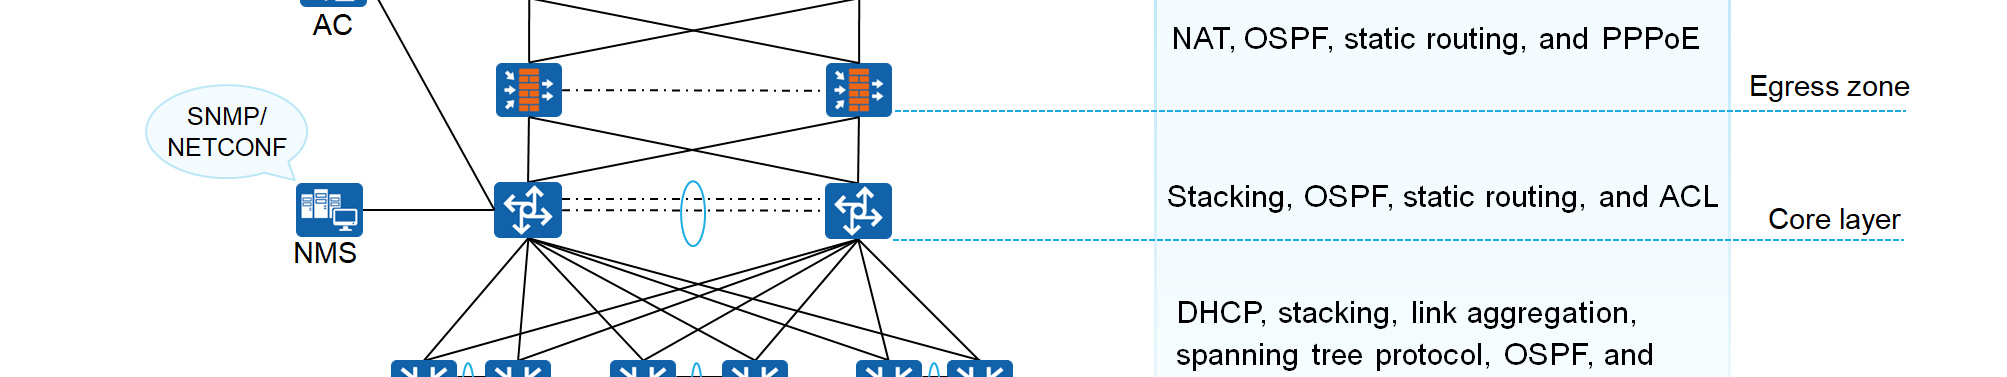 AC
NAT, OSPF, static routing, and PPPoE
Egress zone
SNMP/
NETCONF
Stacking, OSPF, static routing, and ACL
Core layer
NMS
DHCP, stacking, link aggregation,
spanning tree protocol, OSPF, and